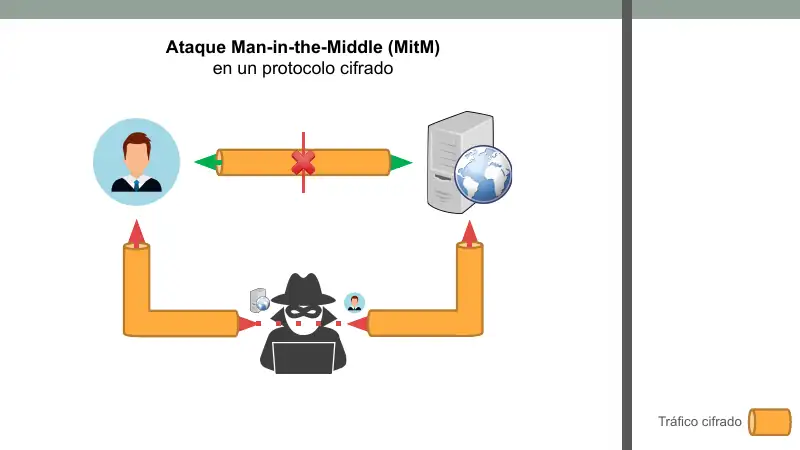 Ataque Man-in-the-Middle (MitM)
en un protocolo cifrado
Tráfico cifrado